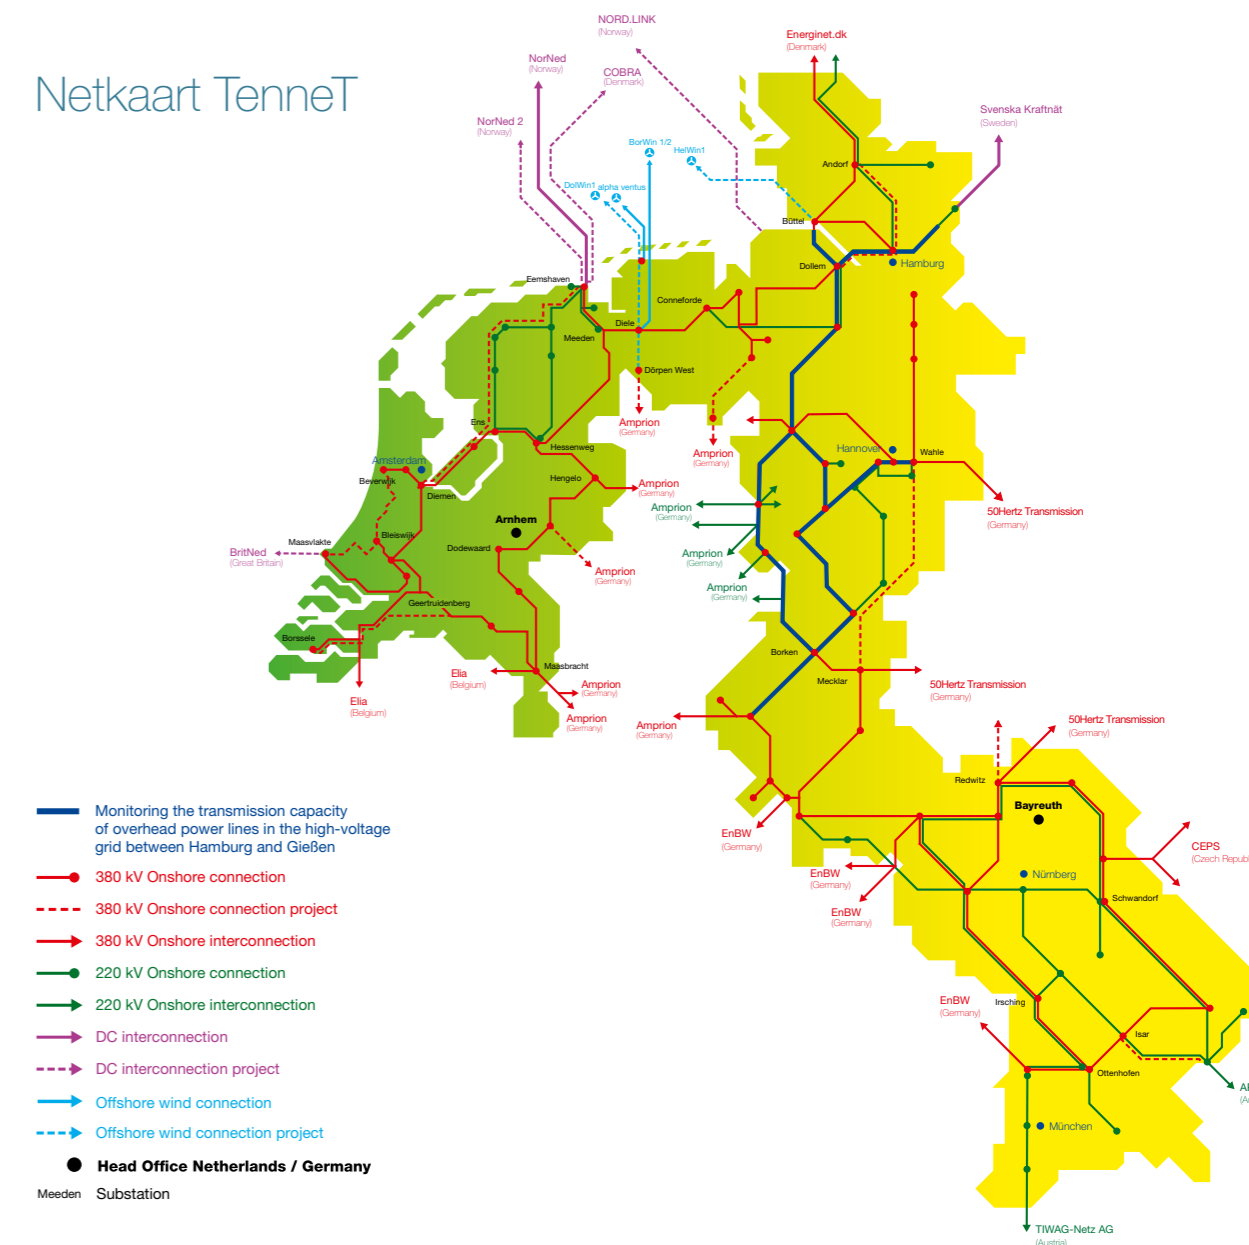 Netkaart TenneT
NORD.LINK
(Norway)
Energinet.dk
(Denmark)
NorNed
(Norway)
COBRA
(Denmark)
Svenska Kraftnät
(Sweden)
NorNed 2
(Norway)
BorWin 1/2
HelWin1
Andorf
DolWin1
alpha ventus
Büttel
Dollem
Hamburg
Eemshaven
Conneforde
Diele
Meeden
Dörpen West
Amprion
(Germany)
Ens
Hessenweg
Amprion
(Germany)
Hannover
Wahle
Amsterdam
Beverwijk
Diemen
Hengelo
Amprion
(Germany)
Amprion
(Germany)
50Hertz Transmission
(Germany)
Arnhem
Bleiswijk
Maasvlakte
BritNed
(Great Britain)
Dodewaard
Amprion
(Germany)
Amprion
(Germany)
Amprion
(Germany)
Geertruidenberg
Borssele
Borken
Maasbracht
Mecklar
Elia
(Belgium)
Amprion
(Germany)
50Hertz Transmission
(Germany)
Elia
(Belgium)
Amprion
(Germany)
Amprion
(Germany)
50Hertz Transmission
(Germany)
Redwitz
Bayreuth
EnBW
(Germany)
CEPS
(Czech Republ
EnBW
(Germany)
Nürnberg
Schwandorf
EnBW
(Germany)
EnBW
(Germany)
Irsching
Isar
Ottenhofen
AP
(Au
München
TIWAG-Netz AG
(Austria)
Monitoring the transmission capacity
of overhead power lines in the high-voltage
grid between Hamburg and Gießen
380 kV Onshore connection
380 kV Onshore connection project
380 kV Onshore interconnection
220 kV Onshore connection
220 kV Onshore interconnection
DC interconnection
DC interconnection project
Offshore wind connection
Offshore wind connection project
Head Office Netherlands / Germany
Meeden Substation